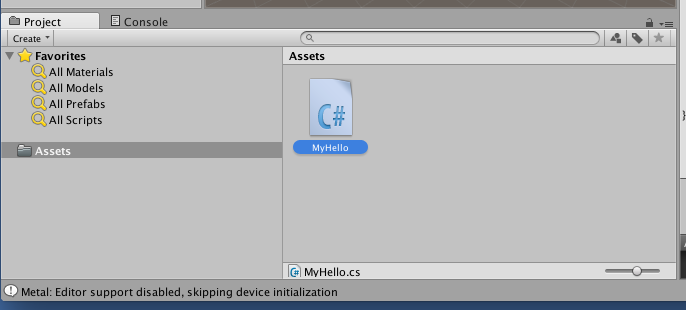 Project
Console
Create
Favorites
All Materials
All Models
All Prefabs
All Scripts
Assets
Assets
C#
MyHello
C# MyHello.cs
Metal: Editor support disabled, skipping device initialization
}